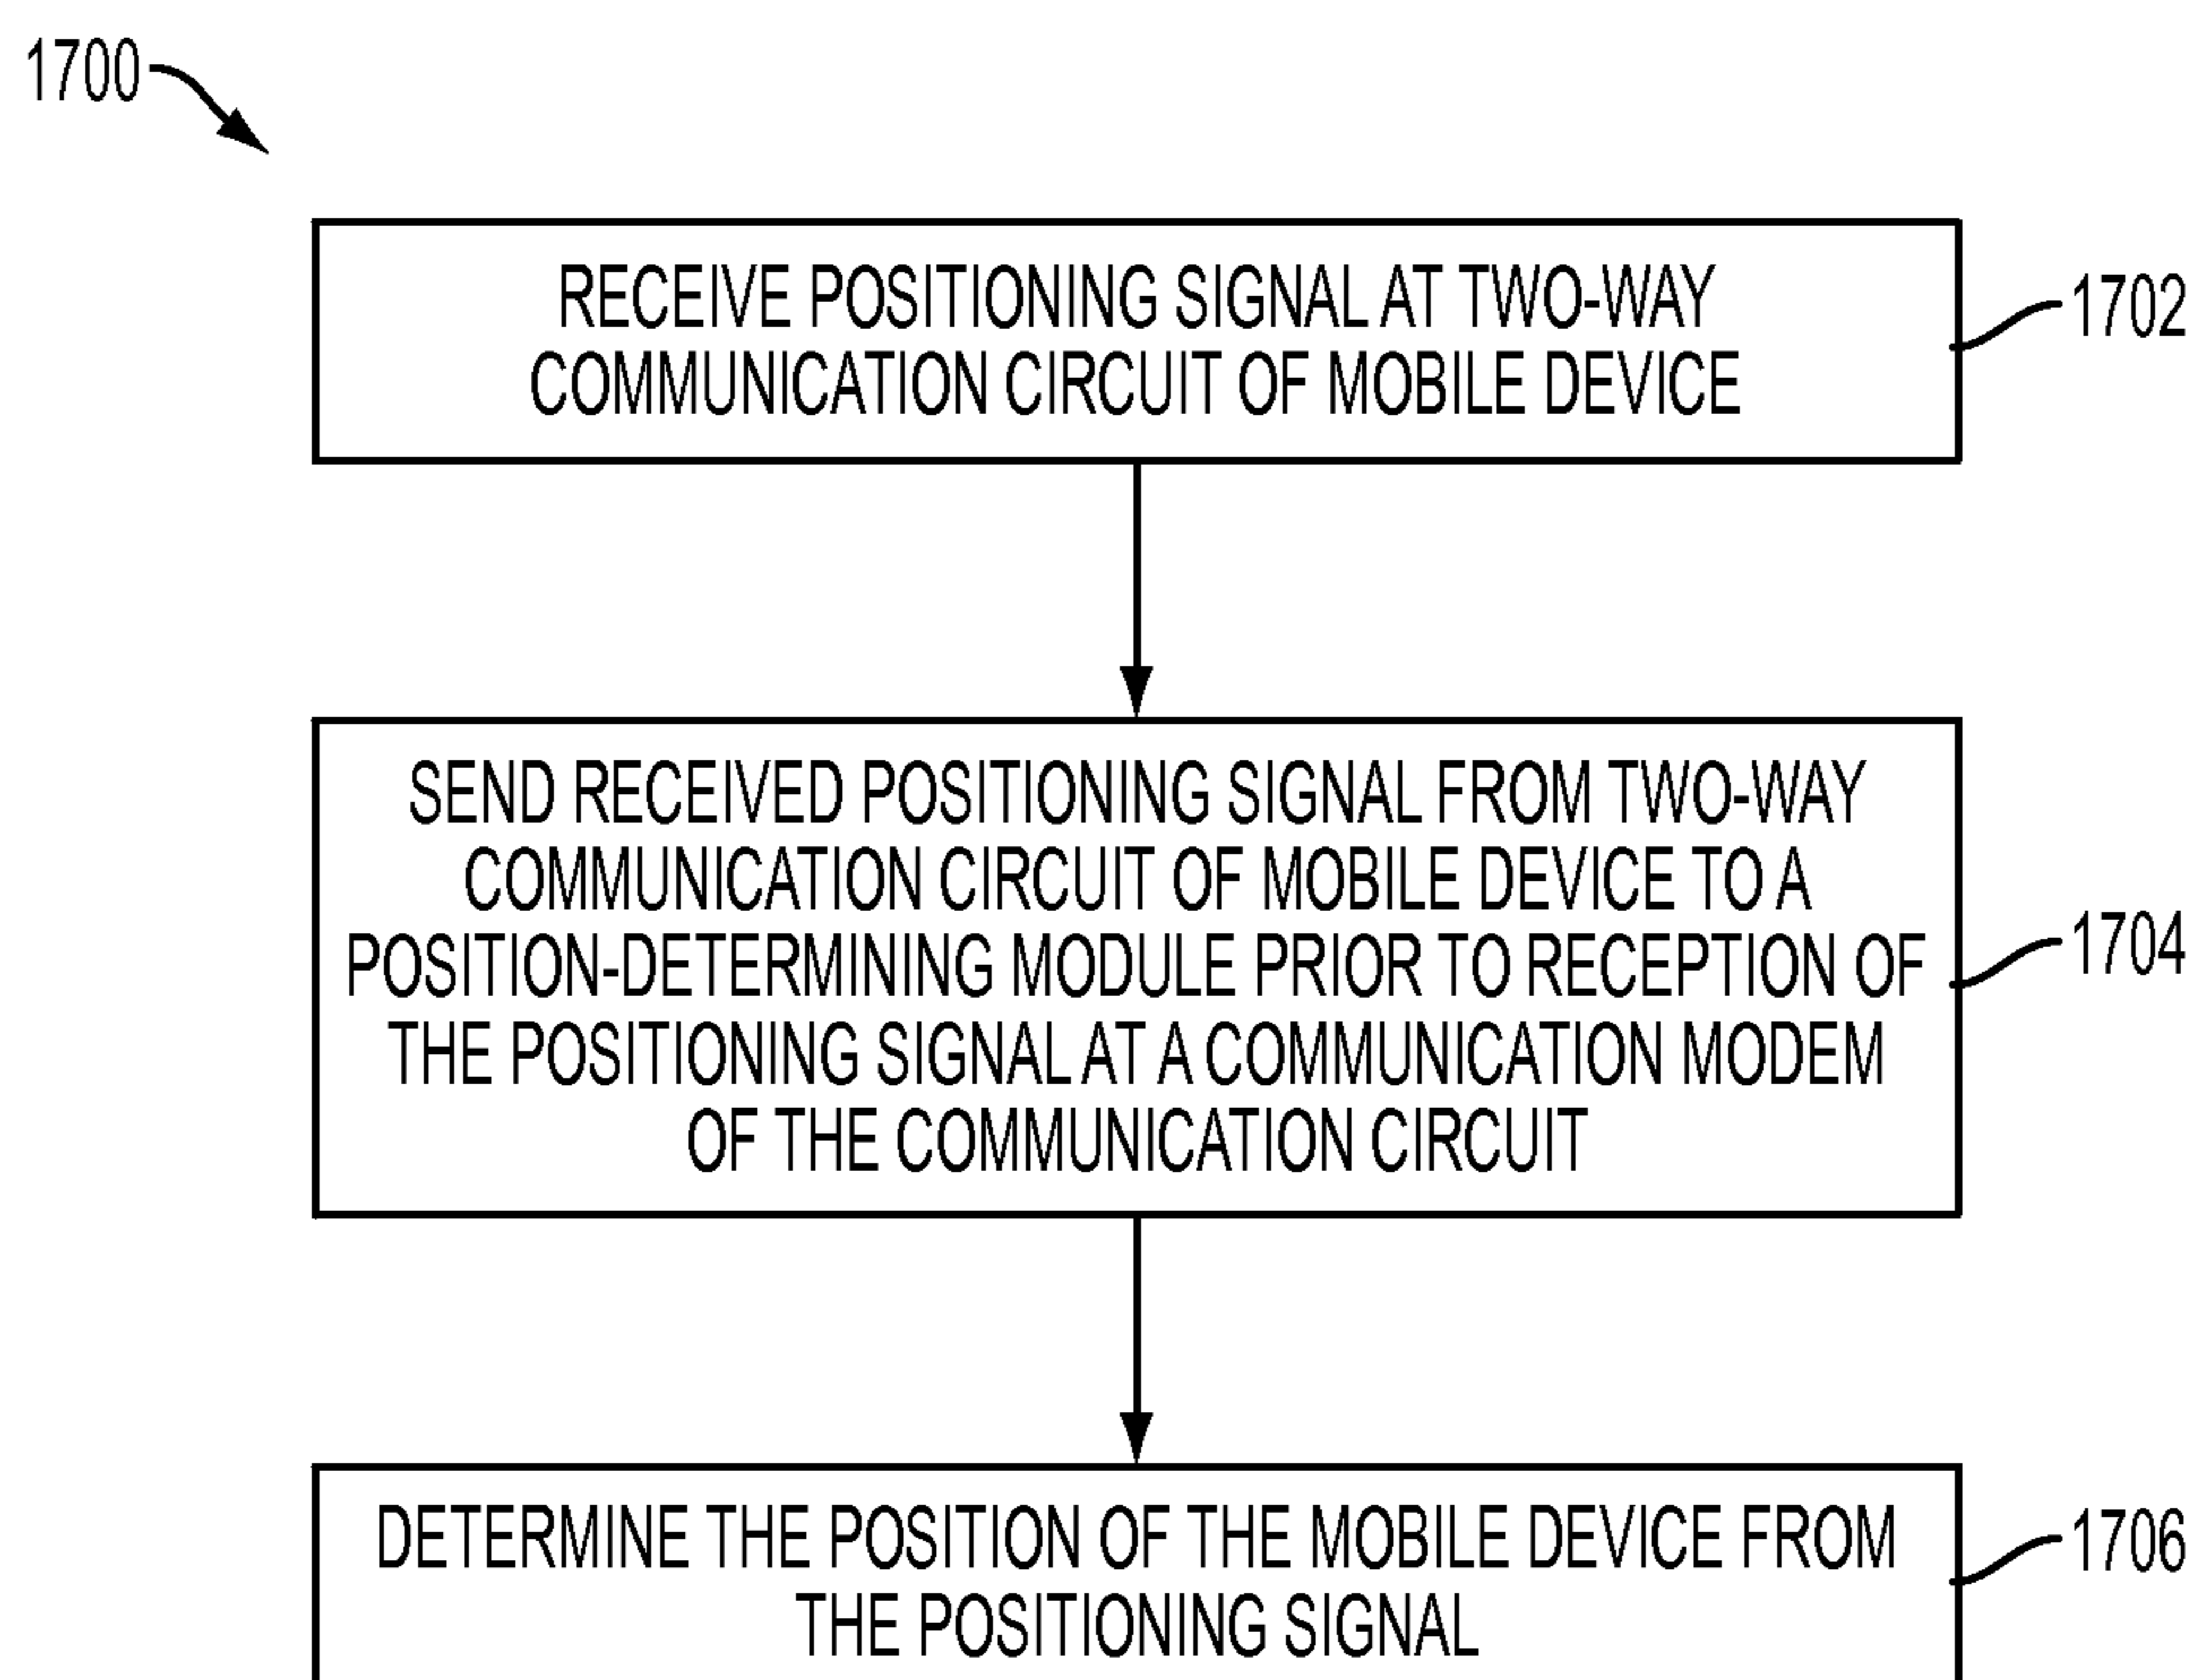 1700
RECEIVE POSITIONING SIGNAL AT TWO-WAY
COMMUNICATION CIRCUIT OF MOBILE DEVICE
1702
SEND RECEIVED POSITIONING SIGNAL FROM TWO-WAY
COMMUNICATION CIRCUIT OF MOBILE DEVICE TO A
POSITION-DETERMINING MODULE PRIOR TO RECEPTION OF
THE POSITIONING SIGNAL AT A COMMUNICATION MODEM
OF THE COMMUNICATION CIRCUIT
1704
DETERMINE THE POSITION OF THE MOBILE DEVICE FROM
THE POSITIONING SIGNAL
1706